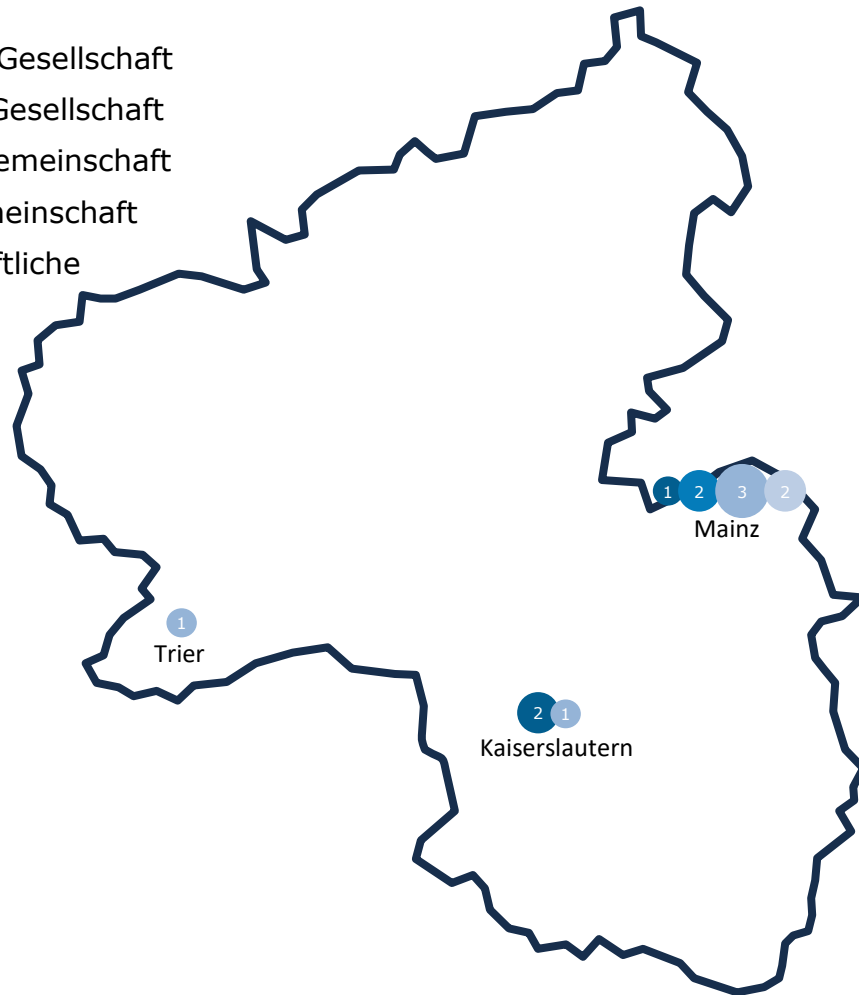 Gesellschaft
Gesellschaft
emeinschaft
neinschaft
ftliche
1 2 3 2
Mainz
1
Trier
2 1
Kaiserslautern